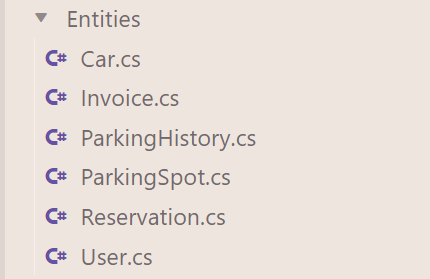 Entities
C# Car.cs
C# Invoice.cs
C# ParkingHistory.cs
C# ParkingSpot.cs
C# Reservation.cs
C# User.cs